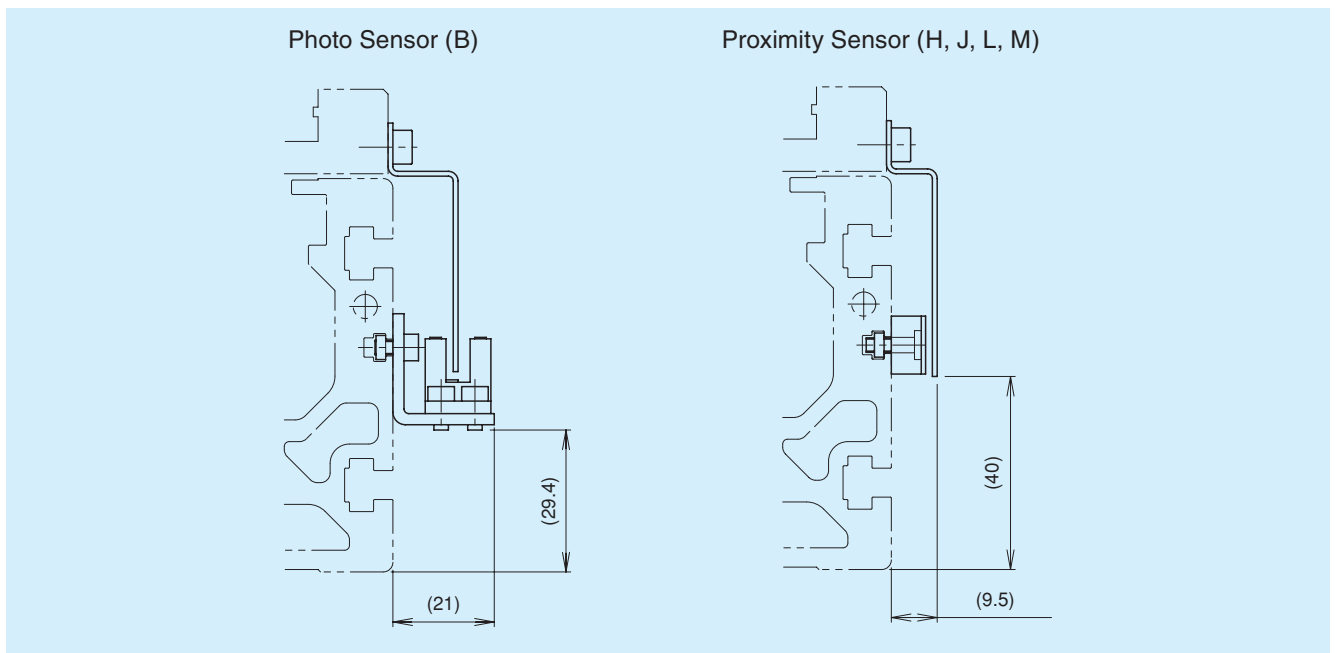 Photo Sensor (B)
Proximity Sensor (H, J, L, M)
(29.4)
(21)
(40)
(9.5)